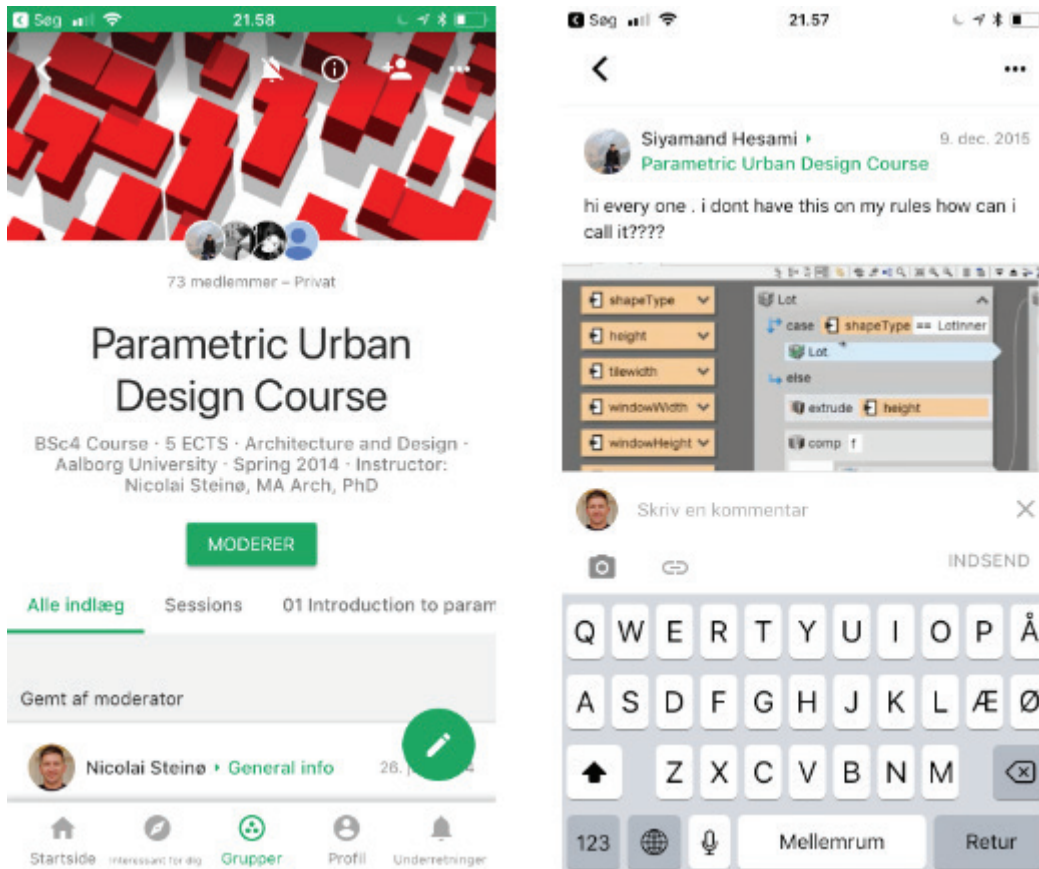 Søg
21.58
73 medlemmer – Privat
Parametric Urban
Design Course
BSc4 Course · 5 ECTS · Architecture and Design ·
Aalborg University · Spring 2014 · Instructor:
Nicolai Steinø, MA Arch, PhD
MODERER
Alle indlæg
Sessions
01 Introduction to param
Gemt af moderator
Nicolai Steinø
General info
26.
4
Startside
Interessant for dig
Grupper
Profil
Underretninger
Søg
21.57
Siyamand Hesami
9. dec. 2015
Parametric Urban Design Course
hi every one . i dont have this on my rules how can i
call it????
shapeType
height
tilewidth
windowWidth
windowHeight
Lot
case shapeType == LotInner
Lot.
else
extrude height
comp f
Skriv en kommentar
INDSEND
Q W E R T Y U I O P Å
A S D F G H J K L Æ Ø
Z X C V B N M
123
Mellemrum
Retur